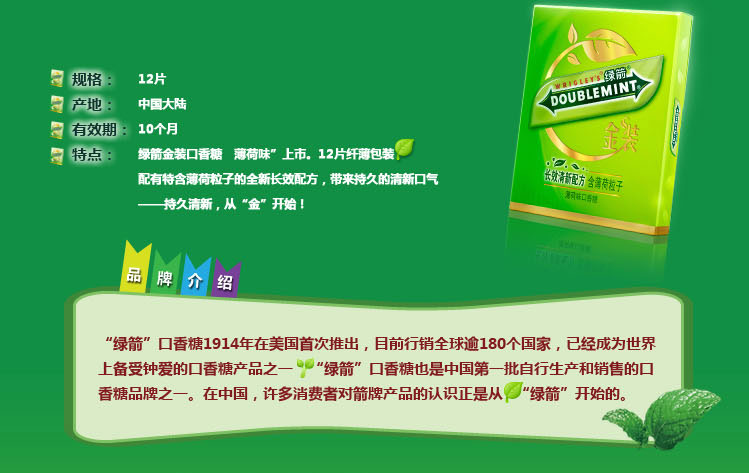 规格： 12片
产地： 中国大陆
有效期： 10个月
特点： 绿箭金装口香糖 薄荷味”上市。12片纤薄包装
配有特含薄荷粒子的全新长效配方，带来持久的清新口气
——持久清新，从“金”开始！
WRIGLEY'S 绿箭
DOUBLEMINT
金装
长效清新配方 含薄荷粒子
薄荷味口香糖
品牌介绍
“绿箭”口香糖1914年在美国首次推出，目前行销全球逾180个国家，已经成为世界
上备受钟爱的口香糖产品之一 “绿箭”口香糖也是中国第一批自行生产和销售的口
香糖品牌之一。在中国，许多消费者对箭牌产品的认识正是从 “绿箭”开始的。